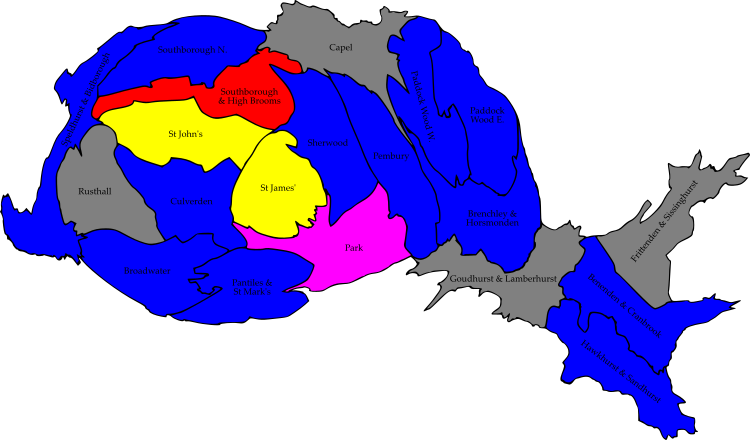 Capel
Southborough N.
Speldhurst & Bidborough
Southborough
& High Brooms
Paddock Wood W.
Paddock
Wood E.
St John's
Sherwood
Pembury
Rusthall
Culverden
St James'
Brenchley &
Horsmonden
Frittenden & Sissinghurst
Park
Broadwater
Pantiles &
St Mark's
Goudhurst & Lamberhurst
Benenden & Cranbrook
Hawkhurst & Sandhurst